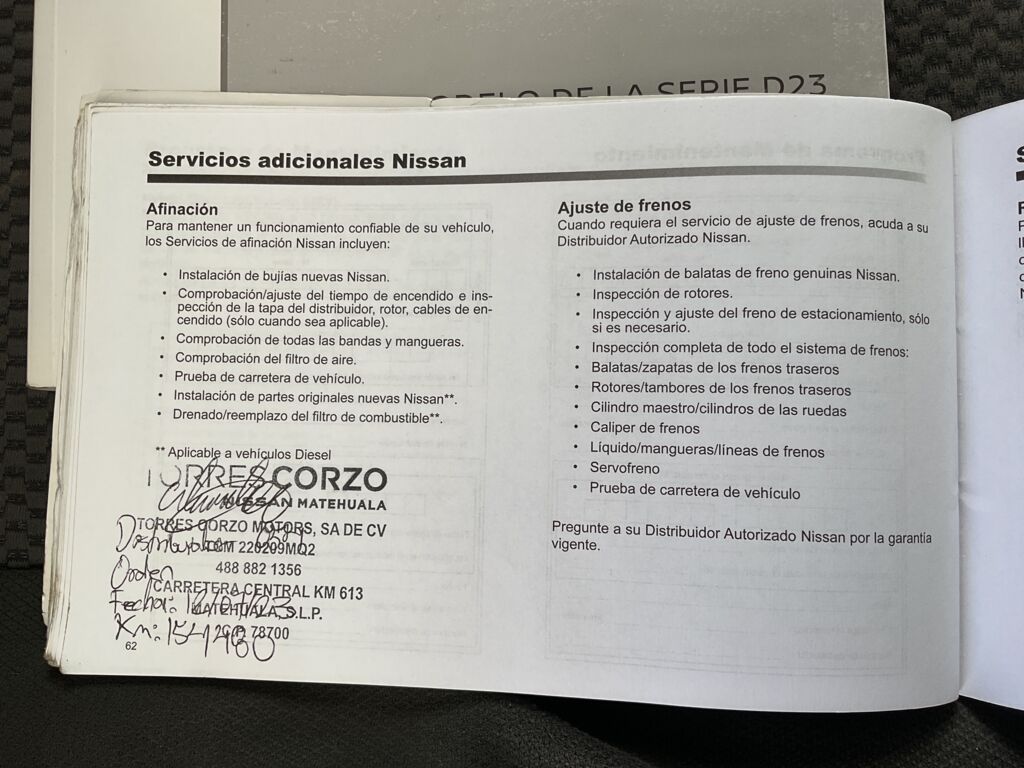 MODELO DE LA SERIE D23
Servicios adicionales Nissan
Afinación
Para mantener un funcionamiento confiable de su vehículo,
los Servicios de afinación Nissan incluyen:
• Instalación de bujías nuevas Nissan.
• Comprobación/ajuste del tiempo de encendido e ins-
pección de la tapa del distribuidor, rotor, cables de en-
cendido (sólo cuando sea aplicable).
• Comprobación de todas las bandas y mangueras.
• Comprobación del filtro de aire.
• Prueba de carretera de vehículo.
• Instalación de partes originales nuevas Nissan**.
• Drenado/reemplazo del filtro de combustible**.
** Aplicable a vehículos Diesel
TORRES CORZO
NISSAN MATEHUALA
TORRES CORZO MOTORS, SA DE CV
TCM 220209MQ2
Distribuidor
488 882 1356
Orden
CARRETERA CENTRAL KM 613
Fecha:
MATEHUALA, S.L.P.
C.P. 78700
Km:
62
Ajuste de frenos
Cuando requiera el servicio de ajuste de frenos, acuda a su
Distribuidor Autorizado Nissan.
• Instalación de balatas de freno genuinas Nissan.
• Inspección de rotores.
• Inspección y ajuste del freno de estacionamiento, sólo
si es necesario.
• Inspección completa de todo el sistema de frenos:
• Balatas/zapatas de los frenos traseros
• Rotores/tambores de los frenos traseros
• Cilindro maestro/cilindros de las ruedas
• Caliper de frenos
• Líquido/mangueras/líneas de frenos
• Servofreno
• Prueba de carretera de vehículo
Pregunte a su Distribuidor Autorizado Nissan por la garantía
vigente.